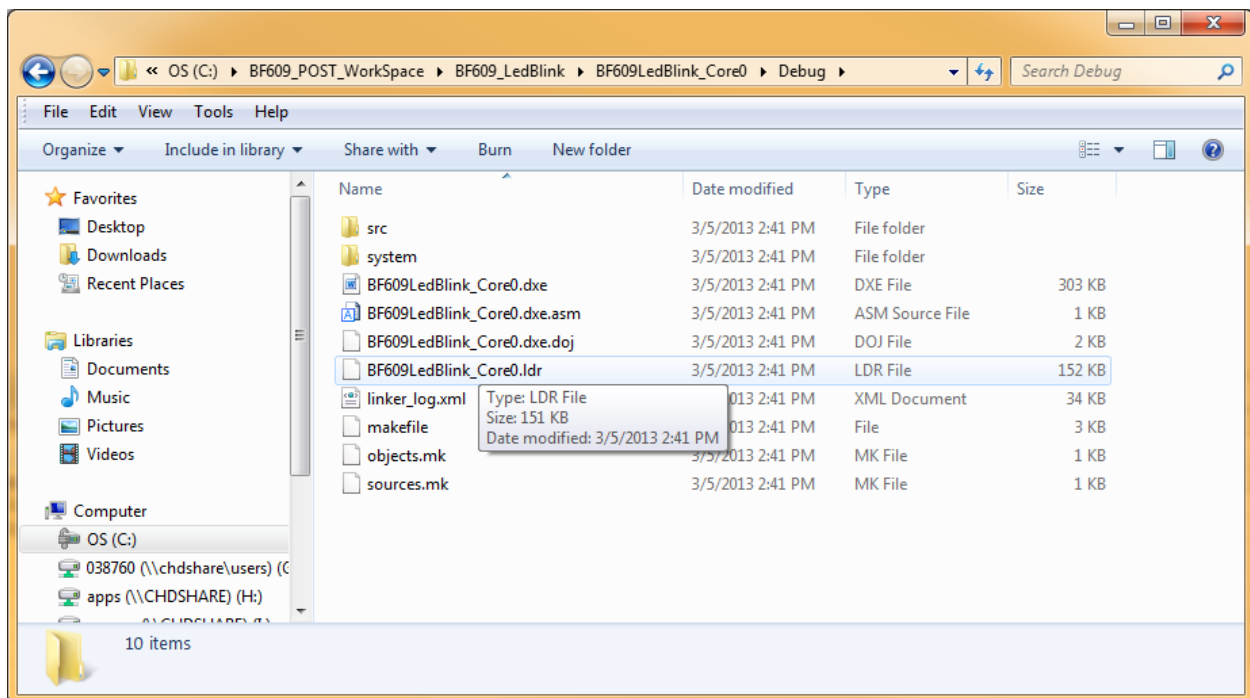 « OS (C:) ▸ BF609_POST_WorkSpace ▸ BF609_LedBlink ▸ BF609LedBlink_Core0 ▸ Debug ▸ Search Debug
File Edit View Tools Help
Organize Include in library Share with Burn New folder
Name Date modified Type Size
Favorites
Desktop
Downloads
Recent Places
Libraries
Documents
Music
Pictures
Videos
Computer
OS (C:)
038760 (\\chdshare\users) (G
apps (\\CHDSHARE) (H:)
src 3/5/2013 2:41 PM File folder
system 3/5/2013 2:41 PM File folder
BF609LedBlink_Core0.dxe 3/5/2013 2:41 PM DXE File 303 KB
BF609LedBlink_Core0.dxe.asm 3/5/2013 2:41 PM ASM Source File 1 KB
BF609LedBlink_Core0.dxe.doj 3/5/2013 2:41 PM DOJ File 2 KB
BF609LedBlink_Core0.ldr 3/5/2013 2:41 PM LDR File 152 KB
linker_log.xml 013 2:41 PM XML Document 34 KB
makefile 013 2:41 PM File 3 KB
objects.mk 3/5/2013 2:41 PM MK File 1 KB
sources.mk 3/5/2013 2:41 PM MK File 1 KB
Type: LDR File
Size: 151 KB
Date modified: 3/5/2013 2:41 PM
10 items